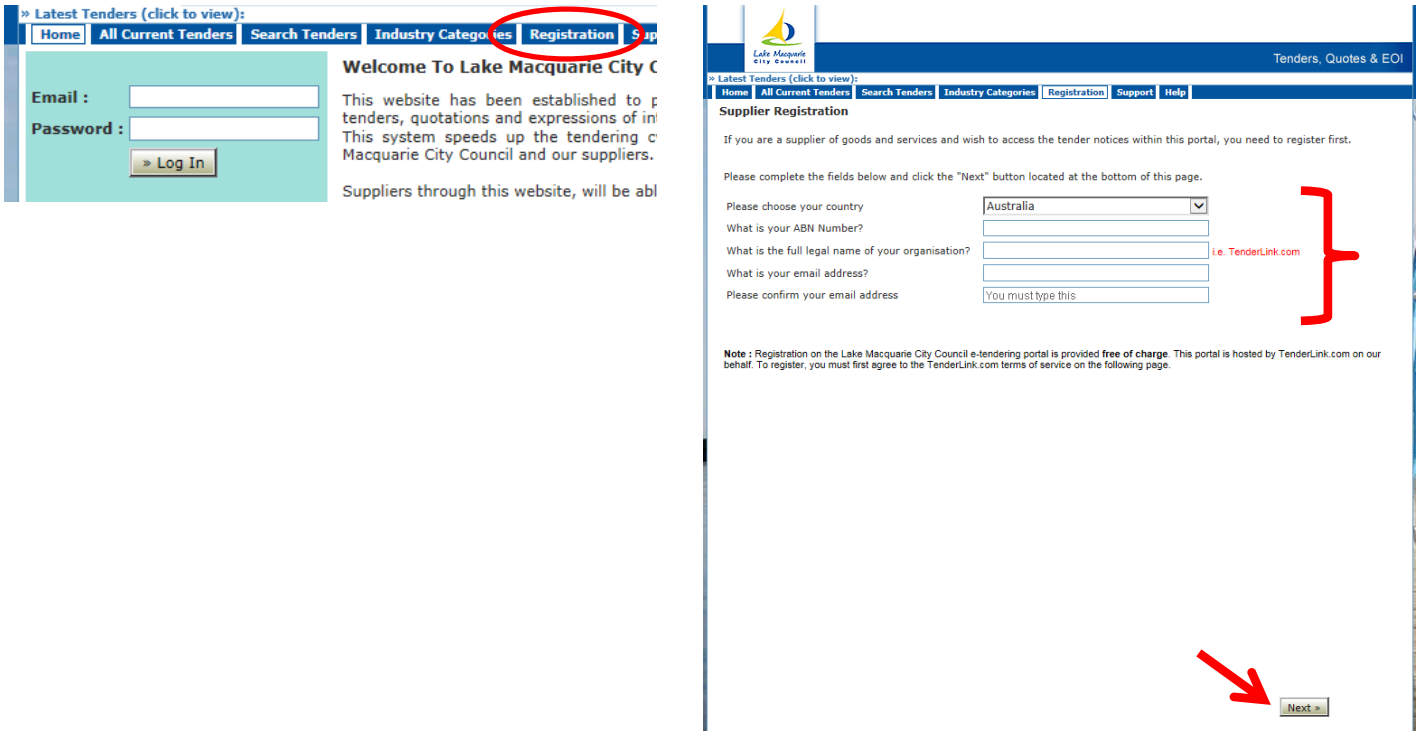 » Latest Tenders (click to view):
Home All Current Tenders Search Tenders Industry Categories Registration Sup
Welcome To Lake Macquarie City C
Email :
This website has been established to p
tenders, quotations and expressions of in
Password :
This system speeds up the tendering c
Macquarie City Council and our suppliers.
» Log In
Suppliers through this website, will be abl
Lake Macquarie
City Council
Tenders, Quotes & EOI
» Latest Tenders (click to view):
Home All Current Tenders Search Tenders Industry Categories Registration Support Help
Supplier Registration
If you are a supplier of goods and services and wish to access the tender notices within this portal, you need to register first.
Please complete the fields below and click the "Next" button located at the bottom of this page.
Please choose your country Australia
What is your ABN Number?
What is the full legal name of your organisation? i.e. TenderLink.com
What is your email address?
Please confirm your email address You must type this
Note : Registration on the Lake Macquarie City Council e-tendering portal is provided free of charge. This portal is hosted by TenderLink.com on our
behalf. To register, you must first agree to the TenderLink.com terms of service on the following page.
Next »